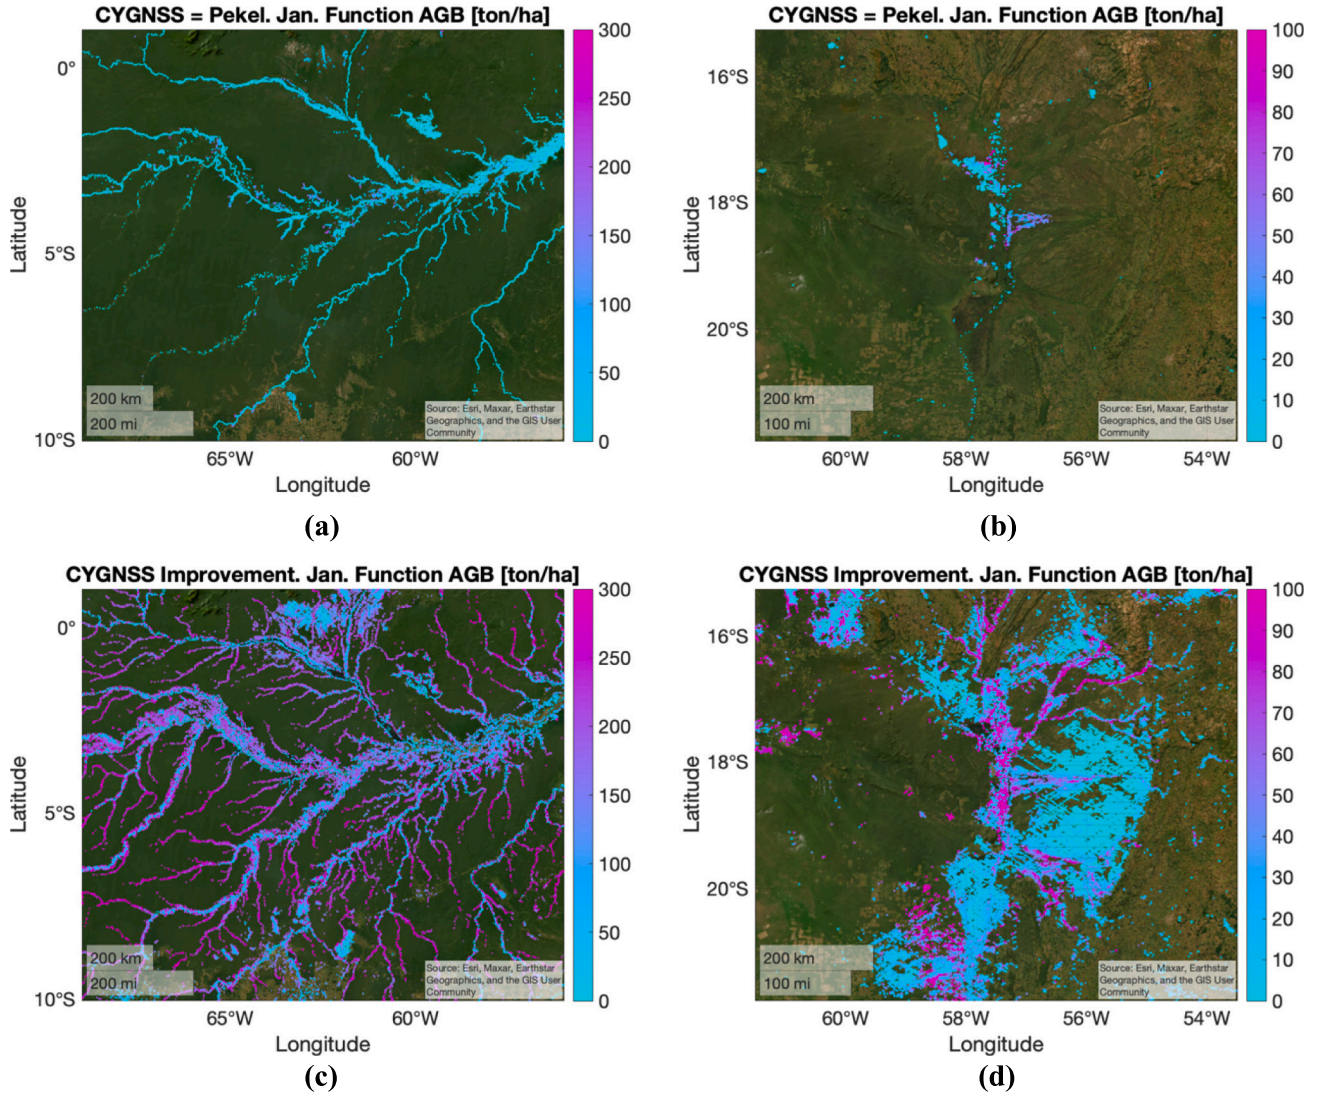 CYGNSS = Pekel. Jan. Function AGB [ton/ha]
Latitude
0°
5°S
10°S
200 km
200 mi
Source: Esri, Maxar, Earthstar
Geographics, and the GIS User
Community
65°W
60°W
Longitude
300
250
200
150
100
50
0
(a)
CYGNSS = Pekel. Jan. Function AGB [ton/ha]
Latitude
16°S
18°S
20°S
200 km
100 mi
Source: Esri, Maxar, Earthstar
Geographics, and the GIS User
Community
60°W
58°W
56°W
54°W
Longitude
100
90
80
70
60
50
40
30
20
10
0
(b)
CYGNSS Improvement. Jan. Function AGB [ton/ha]
Latitude
0°
5°S
10°S
200 km
200 mi
Source: Esri, Maxar, Earthstar
Geographics, and the GIS User
Community
65°W
60°W
Longitude
300
250
200
150
100
50
0
(c)
CYGNSS Improvement. Jan. Function AGB [ton/ha]
Latitude
16°S
18°S
20°S
200 km
100 mi
Source: Esri, Maxar, Earthstar
Geographics, and the GIS User
Community
60°W
58°W
56°W
54°W
Longitude
100
90
80
70
60
50
40
30
20
10
0
(d)